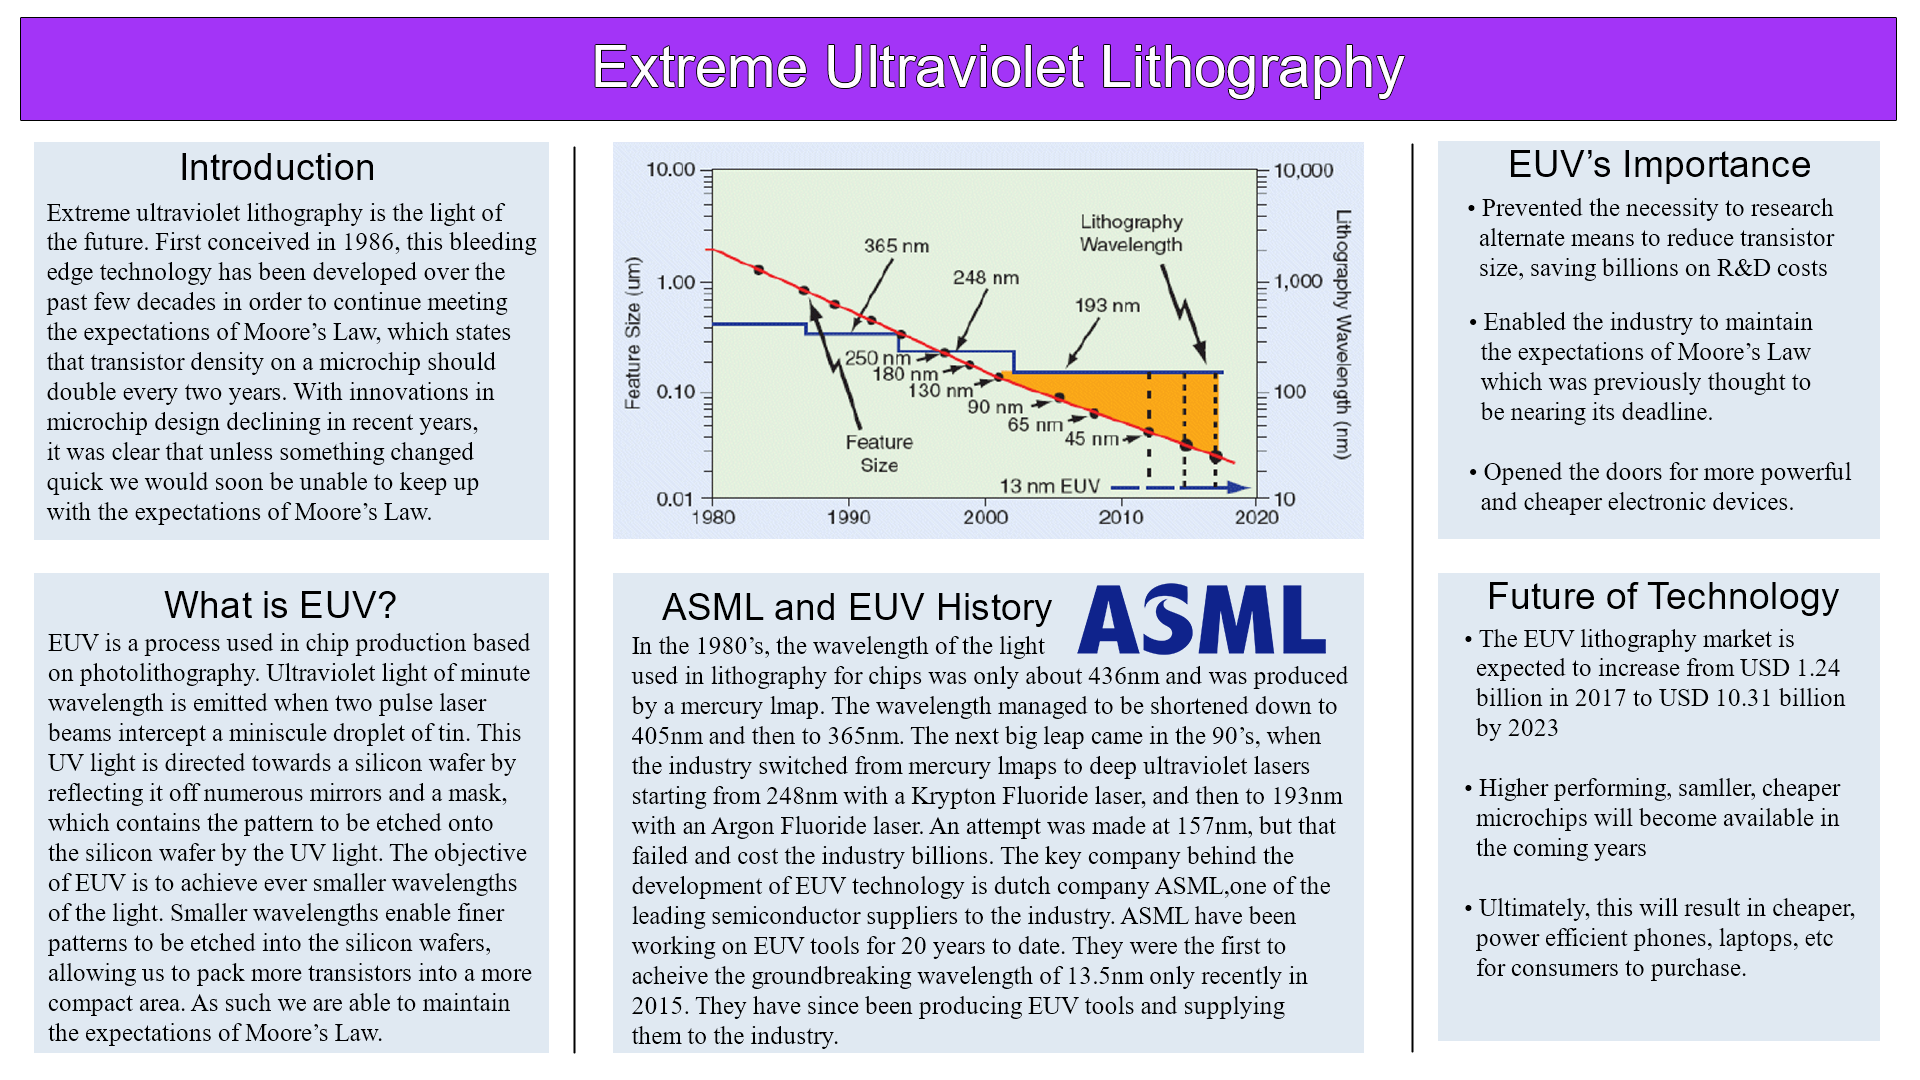 Extreme Ultraviolet Lithography
Introduction
Extreme ultraviolet lithography is the light of
the future. First conceived in 1986, this bleeding
edge technology has been developed over the
past few decades in order to continue meeting
the expectations of Moore’s Law, which states
that transistor density on a microchip should
double every two years. With innovations in
microchip design declining in recent years,
it was clear that unless something changed
quick we would soon be unable to keep up
with the expectations of Moore’s Law.
What is EUV?
EUV is a process used in chip production based
on photolithography. Ultraviolet light of minute
wavelength is emitted when two pulse laser
beams intercept a miniscule droplet of tin. This
UV light is directed towards a silicon wafer by
reflecting it off numerous mirrors and a mask,
which contains the pattern to be etched onto
the silicon wafer by the UV light. The objective
of EUV is to achieve ever smaller wavelengths
of the light. Smaller wavelengths enable finer
patterns to be etched into the silicon wafers,
allowing us to pack more transistors into a more
compact area. As such we are able to maintain
the expectations of Moore’s Law.
10.00
1.00
0.10
0.01
Feature Size (um)
10,000
1,000
100
10
Lithography Wavelength (nm)
1980
1990
2000
2010
2020
365 nm
248 nm
193 nm
Lithography
Wavelength
250 nm
180 nm
130 nm
90 nm
65 nm
45 nm
Feature
Size
13 nm EUV
ASML and EUV History
ASML
In the 1980’s, the wavelength of the light
used in lithography for chips was only about 436nm and was produced
by a mercury lmap. The wavelength managed to be shortened down to
405nm and then to 365nm. The next big leap came in the 90’s, when
the industry switched from mercury lmaps to deep ultraviolet lasers
starting from 248nm with a Krypton Fluoride laser, and then to 193nm
with an Argon Fluoride laser. An attempt was made at 157nm, but that
failed and cost the industry billions. The key company behind the
development of EUV technology is dutch company ASML,one of the
leading semiconductor suppliers to the industry. ASML have been
working on EUV tools for 20 years to date. They were the first to
acheive the groundbreaking wavelength of 13.5nm only recently in
2015. They have since been producing EUV tools and supplying
them to the industry.
EUV’s Importance
• Prevented the necessity to research
alternate means to reduce transistor
size, saving billions on R&D costs
• Enabled the industry to maintain
the expectations of Moore’s Law
which was previously thought to
be nearing its deadline.
• Opened the doors for more powerful
and cheaper electronic devices.
Future of Technology
• The EUV lithography market is
expected to increase from USD 1.24
billion in 2017 to USD 10.31 billion
by 2023
• Higher performing, samller, cheaper
microchips will become available in
the coming years
• Ultimately, this will result in cheaper,
power efficient phones, laptops, etc
for consumers to purchase.